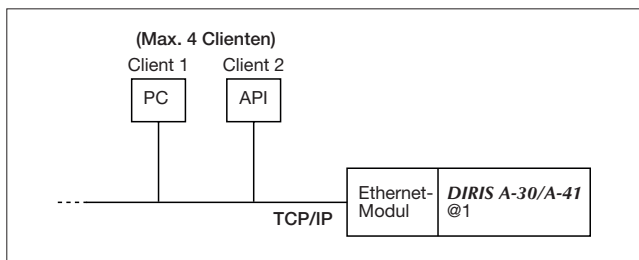 (Max. 4 Clienten)
Client 1 Client 2
PC API
Ethernet- DIRIS A-30/A-41
Modul @1
TCP/IP